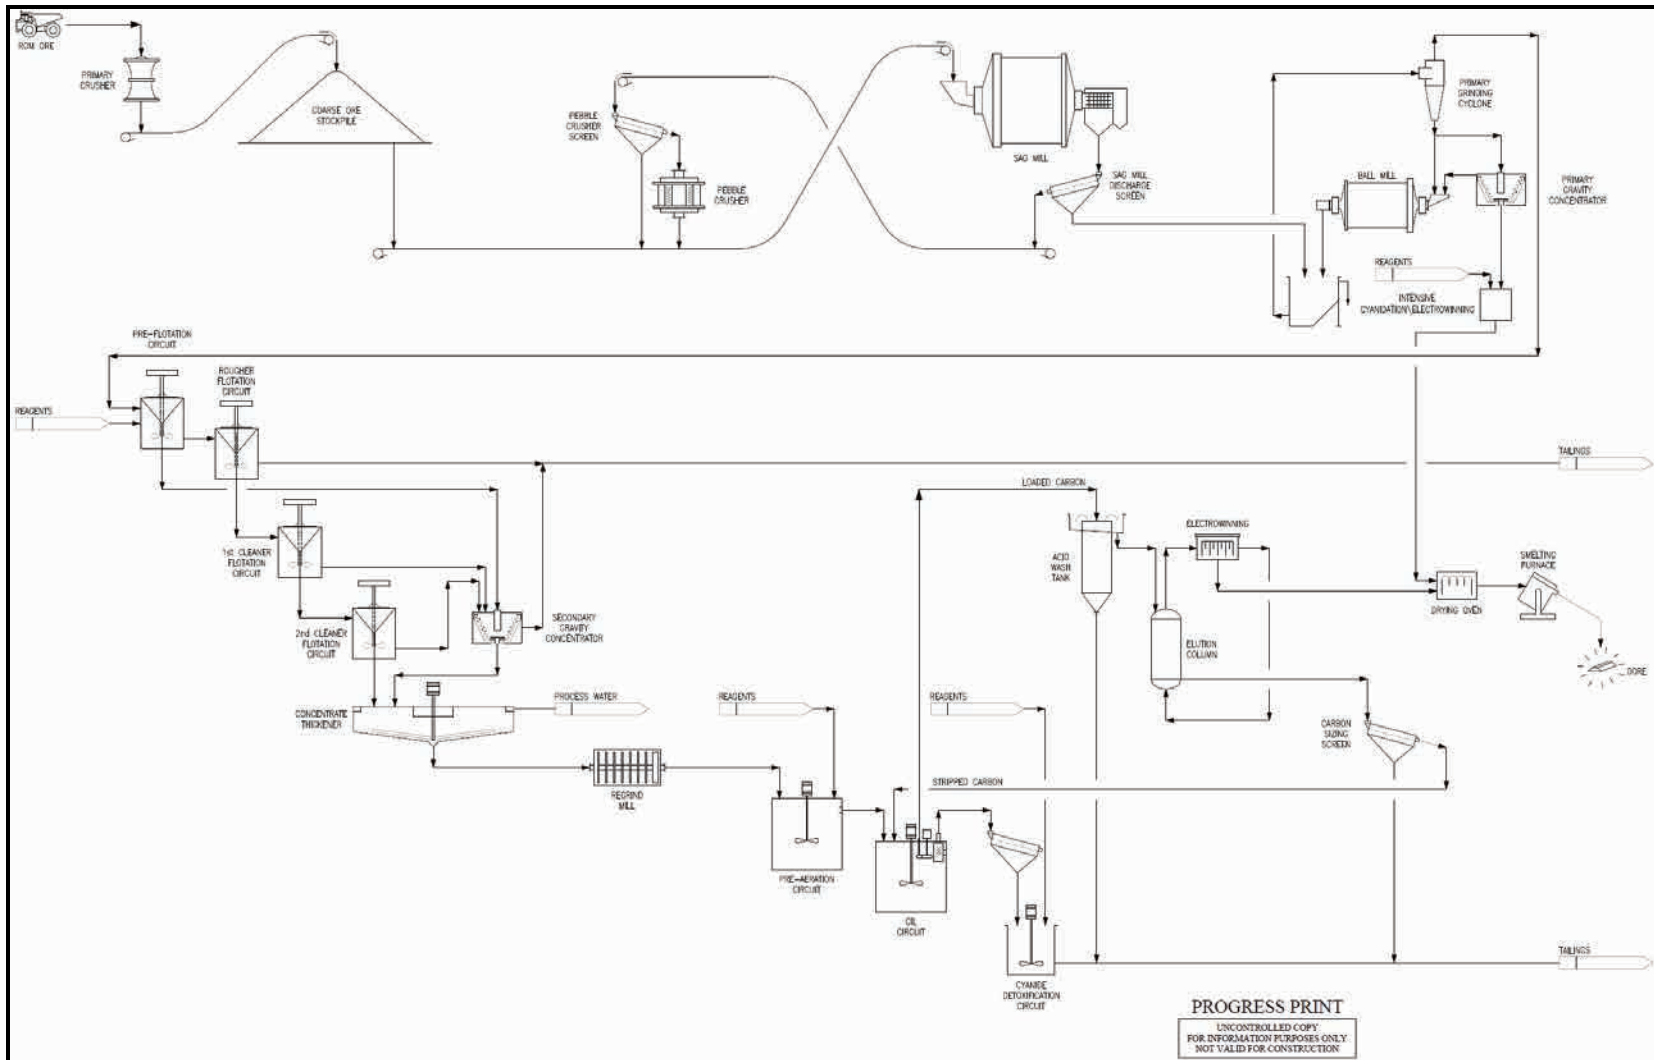 ROM ORE
PRIMARY
CRUSHER
COARSE ORE
STOCKPILE
PEBBLE
CRUSHER
SCREEN
PEBBLE
CRUSHER
SAG MILL
SAG MILL
DISCHARGE
SCREEN
PRIMARY
GRINDING
CYCLONE
BALL MILL
PRIMARY
GRAVITY
CONCENTRATOR
REAGENTS
INTENSIVE
CYANIDATION\ELECTROWINNING
PRE-FLOTATION
CIRCUIT
ROUGHER
FLOTATION
CIRCUIT
REAGENTS
TAILINGS
LOADED CARBON
1st CLEANER
FLOTATION
CIRCUIT
ACID
WASH
TANK
ELECTROWINNING
SMELTING
FURNACE
DRYING OVEN
2nd CLEANER
FLOTATION
CIRCUIT
SECONDARY
GRAVITY
CONCENTRATOR
ELUTION
COLUMN
DORE
CONCENTRATE
THICKENER
PROCESS WATER
REAGENTS
REAGENTS
CARBON
SIZING
SCREEN
REGRIND
MILL
STRIPPED CARBON
PRE-AERATION
CIRCUIT
CIL
CIRCUIT
TAILINGS
CYANIDE
DETOXIFICATION
CIRCUIT
PROGRESS PRINT
UNCONTROLLED COPY
FOR INFORMATION PURPOSES ONLY
NOT VALID FOR CONSTRUCTION